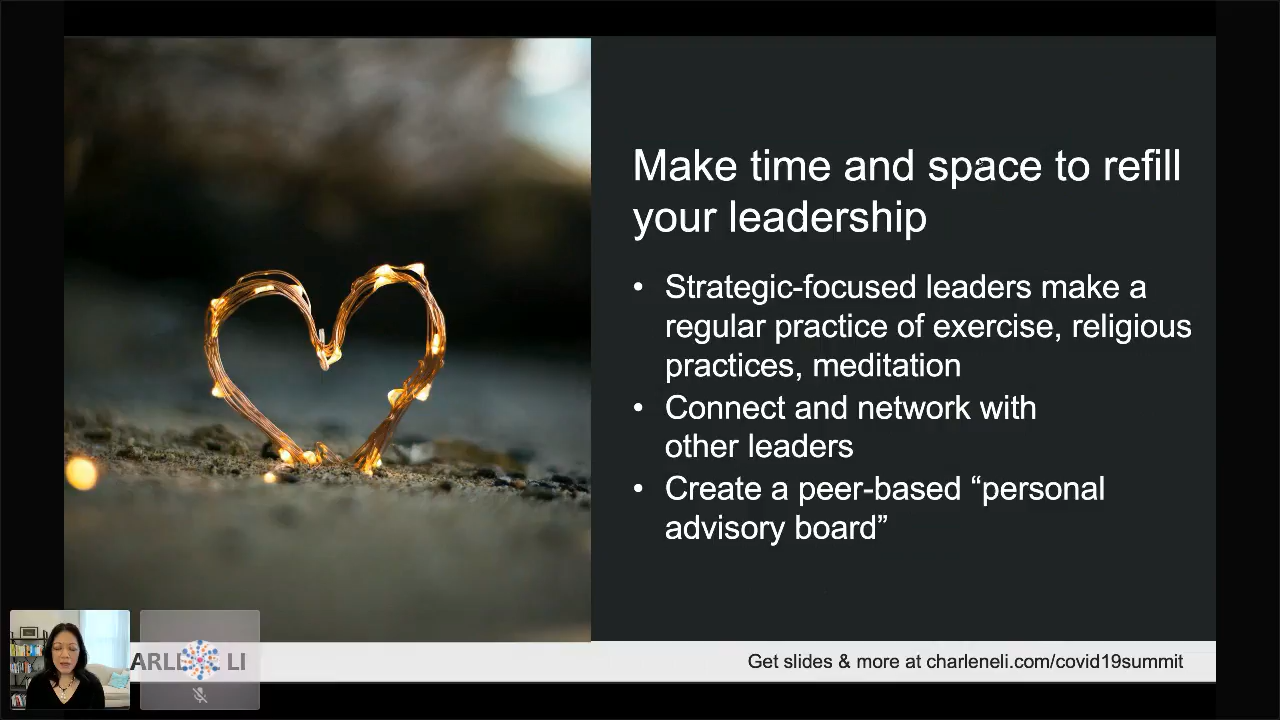 Make time and space to refill
your leadership
• Strategic-focused leaders make a
regular practice of exercise, religious
practices, meditation
• Connect and network with
other leaders
• Create a peer-based “personal
advisory board”
ARL LI
Get slides & more at charleneli.com/covid19summit